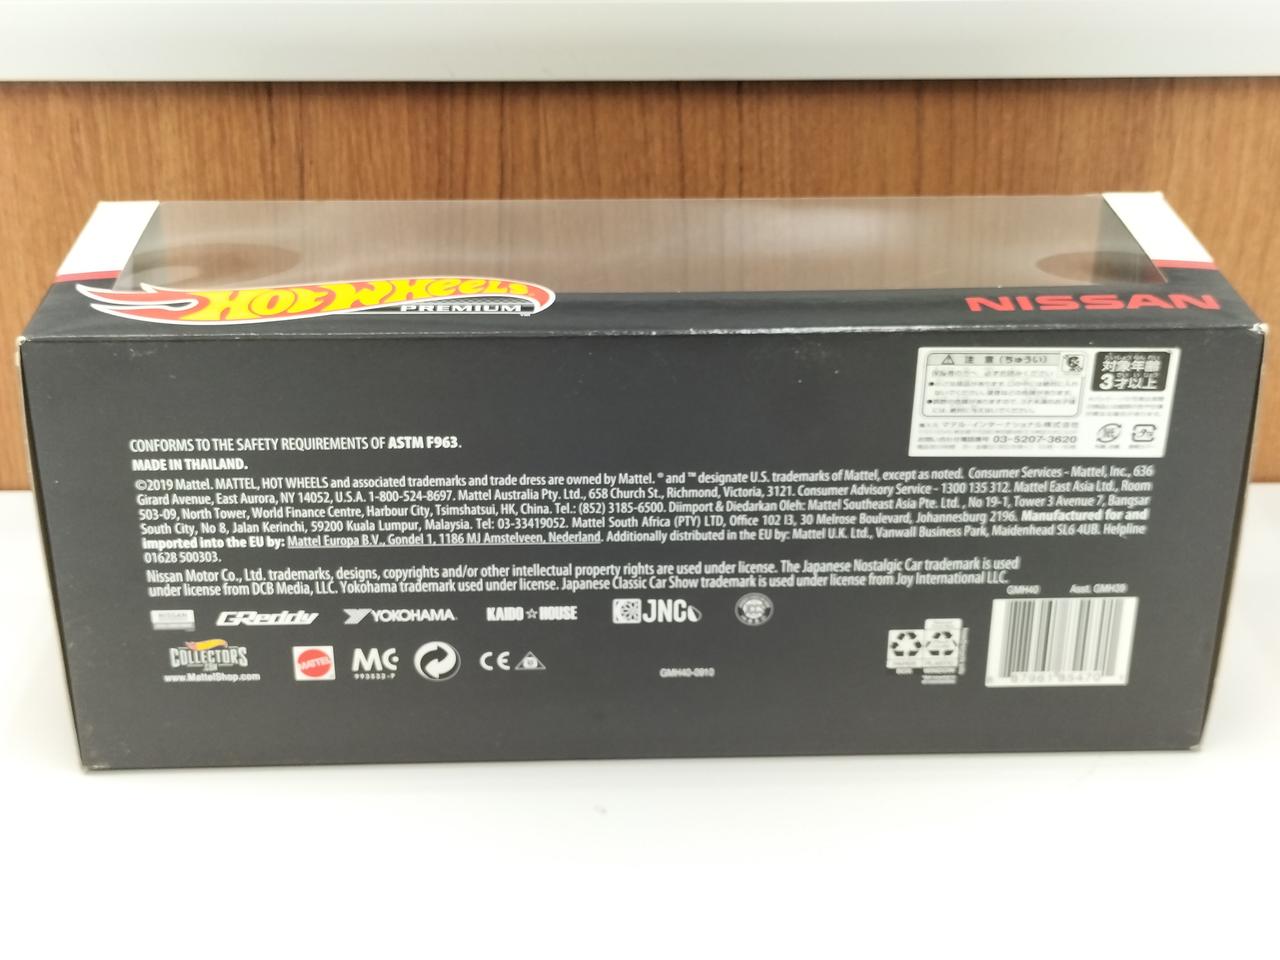 HOT WHEELS
PREMIUM™
NISSAN
⚠ 注意(ちゅうい)
対象年齢
3才以上
03-5207-3620
CONFORMS TO THE SAFETY REQUIREMENTS OF ASTM F963.
MADE IN THAILAND.
©2019 Mattel. MATTEL, HOT WHEELS and associated trademarks and trade dress are owned by Mattel. ® and ™ designate U.S. trademarks of Mattel, except as noted. Consumer Services - Mattel, Inc., 636
Girard Avenue, East Aurora, NY 14052, U.S.A. 1-800-524-8697. Mattel Australia Pty. Ltd., 658 Church St., Richmond, Victoria, 3121. Consumer Advisory Service - 1300 135 312. Mattel East Asia Ltd., Room
503-09, North Tower, World Finance Centre, Harbour City, Tsimshatsui, HK, China. Tel.: (852) 3185-6500. Diimport & Diedarkan Oleh: Mattel Southeast Asia Pte. Ltd., No 19-1, Tower 3 Avenue 7, Bangsar
South City, No 8, Jalan Kerinchi, 59200 Kuala Lumpur, Malaysia. Tel: 03-33419052. Mattel South Africa (PTY) LTD, Office 102 I3, 30 Melrose Boulevard, Johannesburg 2196. Manufactured for and
imported into the EU by: Mattel Europa B.V., Gondel 1, 1186 MJ Amstelveen, Nederland. Additionally distributed in the EU by: Mattel U.K. Ltd., Vanwall Business Park, Maidenhead SL6 4UB. Helpline
01628 500303.
Nissan Motor Co., Ltd. trademarks, designs, copyrights and/or other intellectual property rights are used under license. The Japanese Nostalgic Car trademark is used
under license from DCB Media, LLC. Yokohama trademark used under license. Japanese Classic Car Show trademark is used under license from Joy International LLC.
GMH40 Asst. GMH39
GReddy YOKOHAMA KAIDO☆HOUSE JNC
COLLECTORS
.COM
www.MattelShop.com
MATTEL
MC
993532-P
CE
GMH40-0910